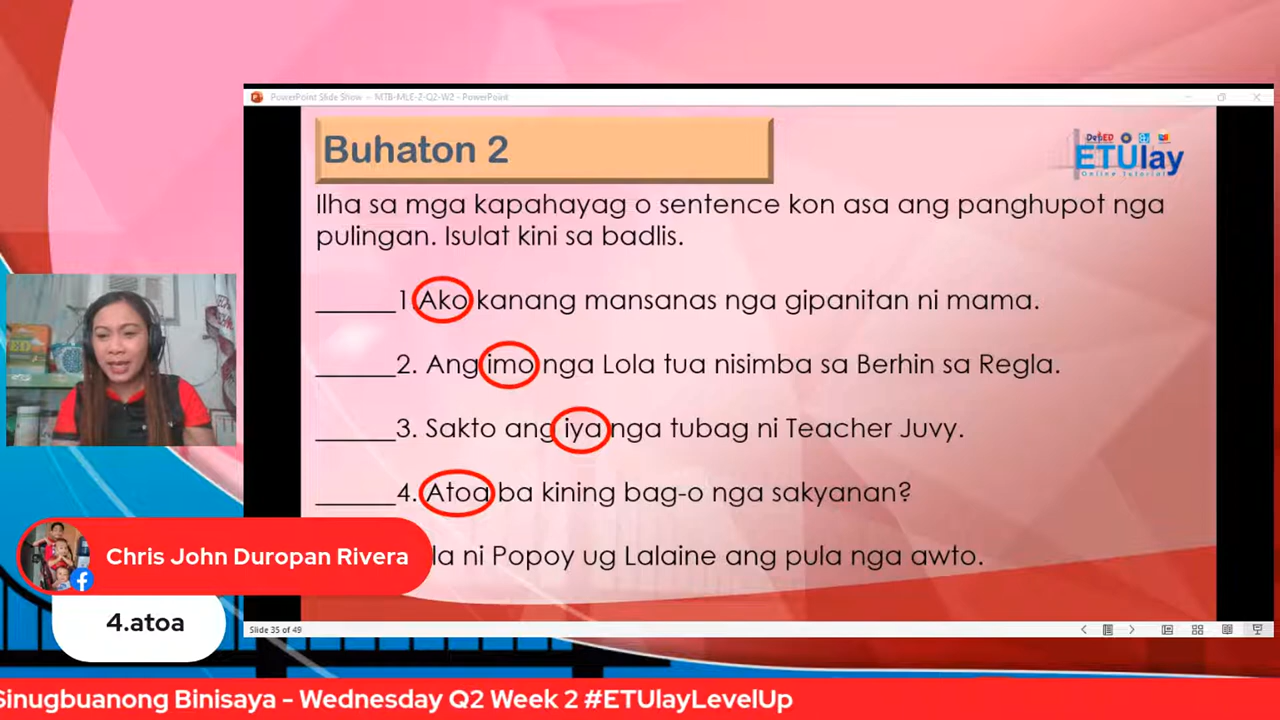 PowerPoint Slide Show - MTB-MLE-2-Q2-W2 - PowerPoint
Buhaton 2
DepED
ETUlay
Online Tutorial
Ilha sa mga kapahayag o sentence kon asa ang panghupot nga
pulingan. Isulat kini sa badlis.
______1.Ako kanang mansanas nga gipanitan ni mama.
______2. Ang imo nga Lola tua nisimba sa Berhin sa Regla.
______3. Sakto ang iya nga tubag ni Teacher Juvy.
______4. Atoa ba kining bag-o nga sakyanan?
la ni Popoy ug Lalaine ang pula nga awto.
Chris John Duropan Rivera
4.atoa
Slide 35 of 49
Sinugbuanong Binisaya - Wednesday Q2 Week 2 #ETUlayLevelUp